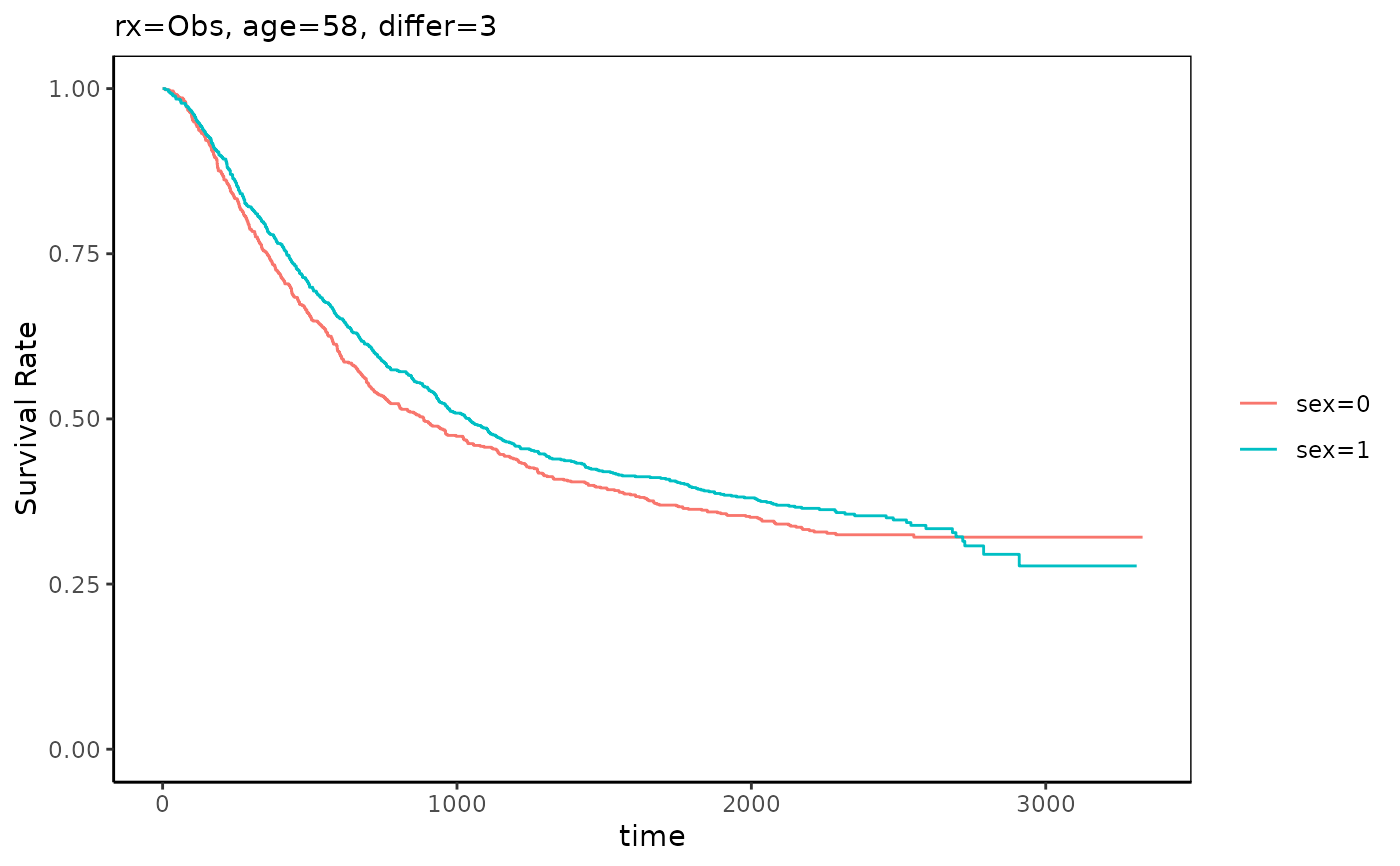 rx=Obs, age=58, differ=3
1.00
0.75
0.50
0.25
0.00
Survival Rate
0 1000 2000 3000
time
sex=0
sex=1